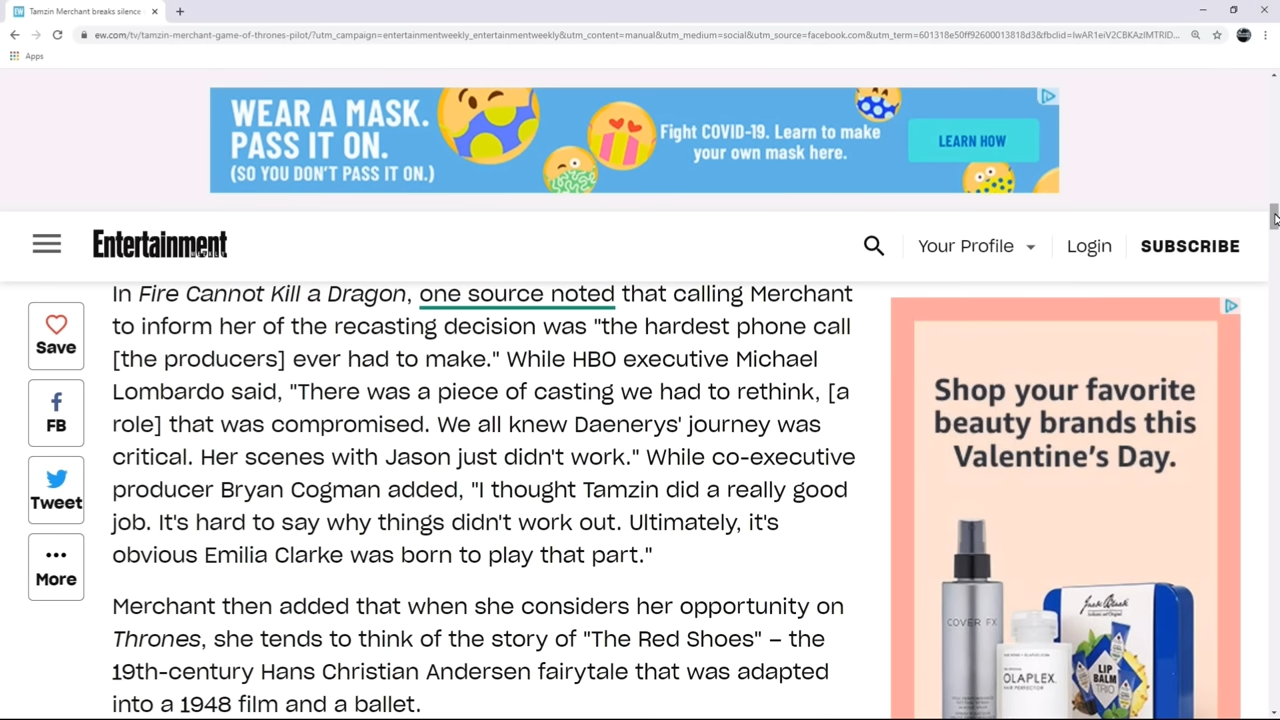 Tamzin Merchant breaks silence
ew.com/tv/tamzin-merchant-game-of-thrones-pilot/?utm_campaign=entertainmentweekly_entertainmentweekly&utm_content=manual&utm_medium=social&utm_source=facebook.com&utm_term=601318e50ff92600013818d3&fbclid=IwAR1eiV2CBKAzIMTRID...
Apps
WEAR A MASK.
PASS IT ON.
(SO YOU DON'T PASS IT ON.)
Fight COVID-19. Learn to make
your own mask here.
LEARN HOW
Entertainment
WEEKLY
Your Profile
Login
SUBSCRIBE
Save
FB
Tweet
More
In Fire Cannot Kill a Dragon, one source noted that calling Merchant
to inform her of the recasting decision was "the hardest phone call
[the producers] ever had to make." While HBO executive Michael
Lombardo said, "There was a piece of casting we had to rethink, [a
role] that was compromised. We all knew Daenerys' journey was
critical. Her scenes with Jason just didn't work." While co-executive
producer Bryan Cogman added, "I thought Tamzin did a really good
job. It's hard to say why things didn't work out. Ultimately, it's
obvious Emilia Clarke was born to play that part."
Merchant then added that when she considers her opportunity on
Thrones, she tends to think of the story of "The Red Shoes" – the
19th-century Hans Christian Andersen fairytale that was adapted
into a 1948 film and a ballet.
Shop your favorite
beauty brands this
Valentine's Day.
COVER FX
OLAPLEX.
Jack Black
LIP
BALM
TRIO